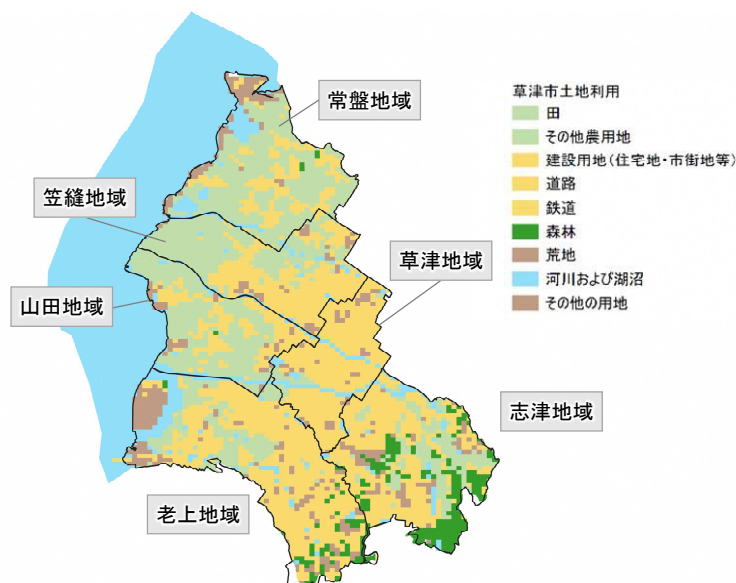 常盤地域
笠縫地域
草津地域
山田地域
志津地域
老上地域
草津市土地利用
田
その他農用地
建設用地(住宅地・市街地等)
道路
鉄道
森林
荒地
河川および湖沼
その他の用地